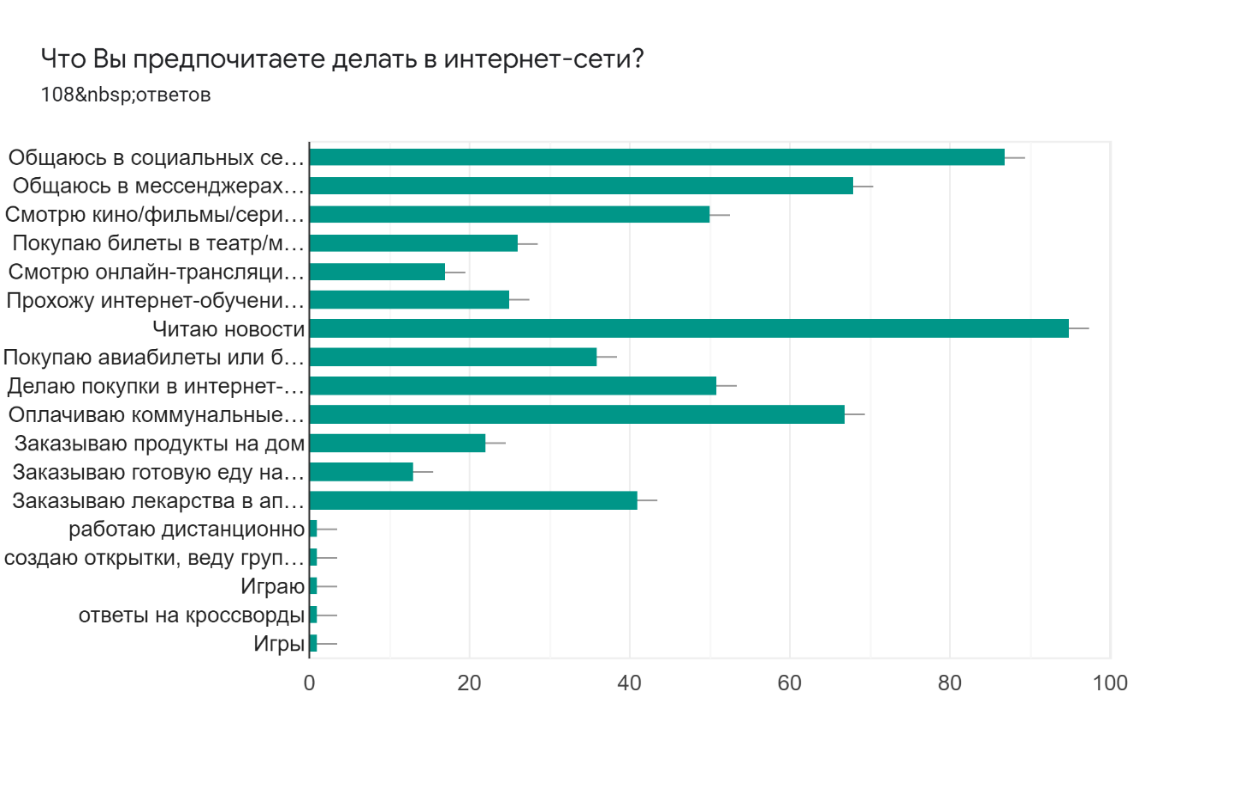 Что Вы предпочитаете делать в интернет-сети?
108&nbsp;ответов
Общаюсь в социальных се…
Общаюсь в мессенджерах…
Смотрю кино/фильмы/сери…
Покупаю билеты в театр/м…
Смотрю онлайн-трансляци…
Прохожу интернет-обучени…
Читаю новости
Покупаю авиабилеты или б…
Делаю покупки в интернет-…
Оплачиваю коммунальные…
Заказываю продукты на дом
Заказываю готовую еду на…
Заказываю лекарства в ап…
работаю дистанционно
создаю открытки, веду груп…
Играю
ответы на кроссворды
Игры
0 20 40 60 80 100